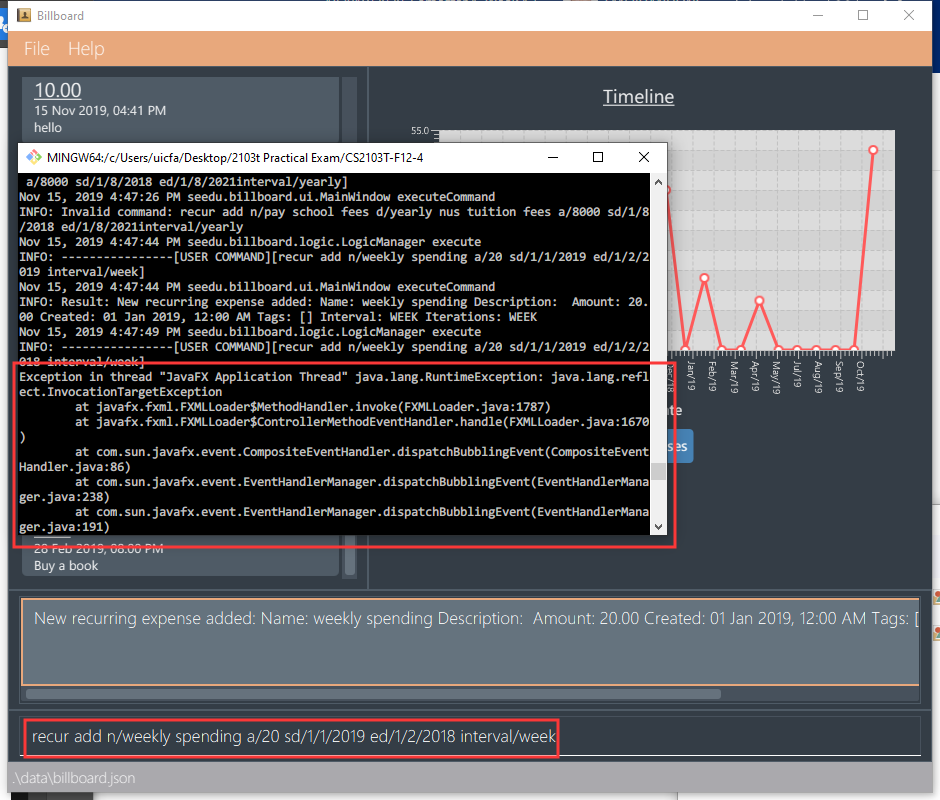 Billboard
File Help
10.00
15 Nov 2019, 04:41 PM
hello
Timeline
55.0
MINGW64:/c/Users/uicfa/Desktop/2103t Practical Exam/CS2103T-F12-4
a/8000 sd/1/8/2018 ed/1/8/2021interval/yearly]
Nov 15, 2019 4:47:26 PM seedu.billboard.ui.MainWindow executeCommand
INFO: Invalid command: recur add n/pay school fees d/yearly nus tuition fees a/8000 sd/1/8
/2018 ed/1/8/2021interval/yearly
Nov 15, 2019 4:47:44 PM seedu.billboard.logic.LogicManager execute
INFO: ----------------[USER COMMAND][recur add n/weekly spending a/20 sd/1/1/2019 ed/1/2/2
019 interval/week]
Nov 15, 2019 4:47:44 PM seedu.billboard.ui.MainWindow executeCommand
INFO: Result: New recurring expense added: Name: weekly spending Description:  Amount: 20.
00 Created: 01 Jan 2019, 12:00 AM Tags: [] Interval: WEEK Iterations: WEEK
Nov 15, 2019 4:47:49 PM seedu.billboard.logic.LogicManager execute
INFO: ----------------[USER COMMAND][recur add n/weekly spending a/20 sd/1/1/2019 ed/1/2/2
018 interval/week]
Exception in thread "JavaFX Application Thread" java.lang.RuntimeException: java.lang.refl
ect.InvocationTargetException
at javafx.fxml.FXMLLoader$MethodHandler.invoke(FXMLLoader.java:1787)
at javafx.fxml.FXMLLoader$ControllerMethodEventHandler.handle(FXMLLoader.java:1670
)
at com.sun.javafx.event.CompositeEventHandler.dispatchBubblingEvent(CompositeEvent
Handler.java:86)
at com.sun.javafx.event.EventHandlerManager.dispatchBubblingEvent(EventHandlerMana
ger.java:238)
at com.sun.javafx.event.EventHandlerManager.dispatchBubblingEvent(EventHandlerMana
ger.java:191)
Jan/19 Feb/19 Mar/19 Apr/19 May/19 Jul/19 Aug/19 Sep/19 Oct/19
28 Feb 2019, 08:00 PM
Buy a book
New recurring expense added: Name: weekly spending Description:  Amount: 20.00 Created: 01 Jan 2019, 12:00 AM Tags: [
recur add n/weekly spending a/20 sd/1/1/2019 ed/1/2/2018 interval/week
.\data\billboard.json